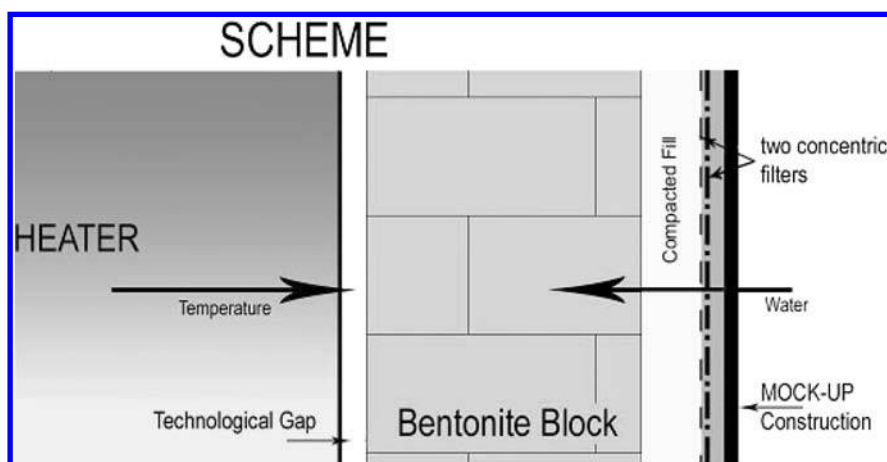 SCHEME
two concentric
filters
Compacted Fill
HEATER
Temperature
Water
MOCK-UP
Construction
Technological Gap
Bentonite Block